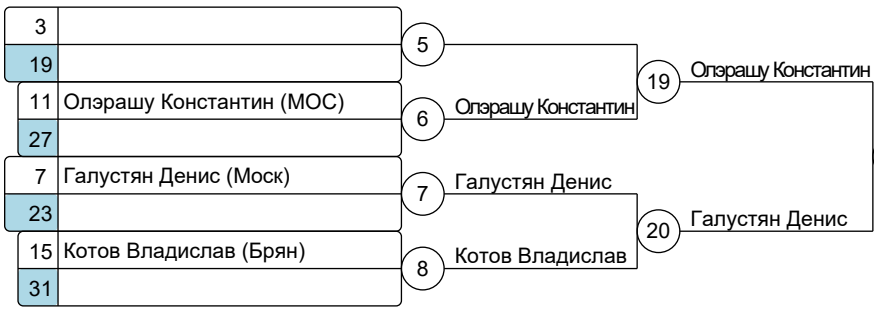 3
5
19
19 Олэрашу Константин
11 Олэрашу Константин (МОС)
6 Олэрашу Константин
27
7 Галустян Денис (Моск)
7 Галустян Денис
23
20 Галустян Денис
15 Котов Владислав (Брян)
8 Котов Владислав
31